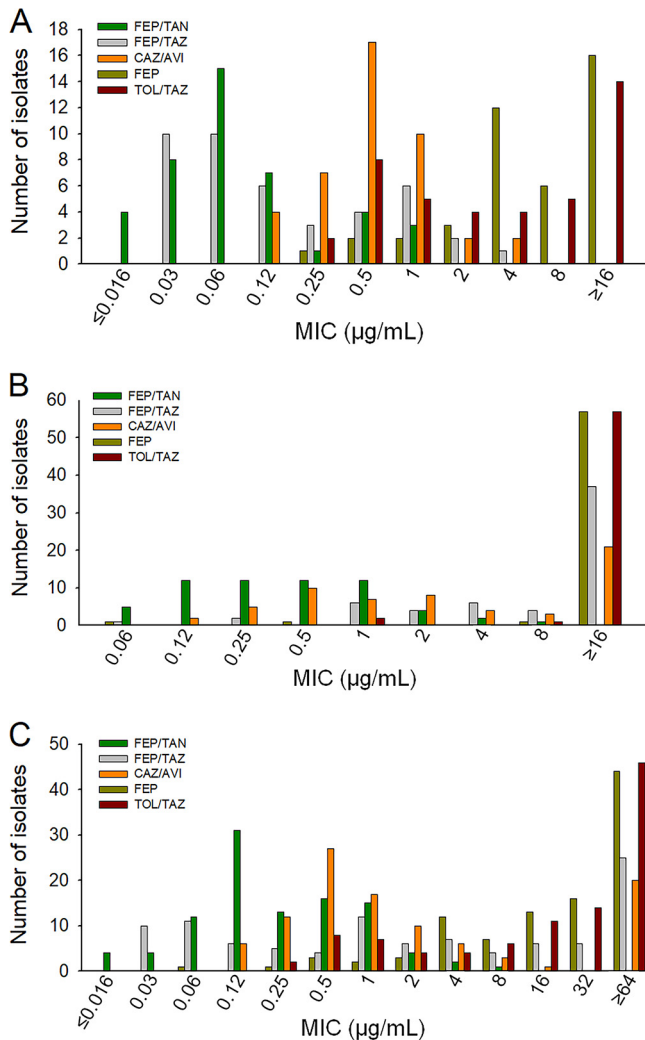 A
FEP/TAN
FEP/TAZ
CAZ/AVI
FEP
TOL/TAZ
Number of isolates
18
16
14
12
10
8
6
4
2
0
≤0.016 0.03 0.06 0.12 0.25 0.5 1 2 4 8 ≥16
MIC (µg/mL)
B
FEP/TAN
FEP/TAZ
CAZ/AVI
FEP
TOL/TAZ
Number of isolates
60
50
40
30
20
10
0
0.06 0.12 0.25 0.5 1 2 4 8 ≥16
MIC (µg/mL)
C
FEP/TAN
FEP/TAZ
CAZ/AVI
FEP
TOL/TAZ
Number of isolates
50
40
30
20
10
0
≤0.016 0.03 0.06 0.12 0.25 0.5 1 2 4 8 16 32 ≥64
MIC (µg/mL)